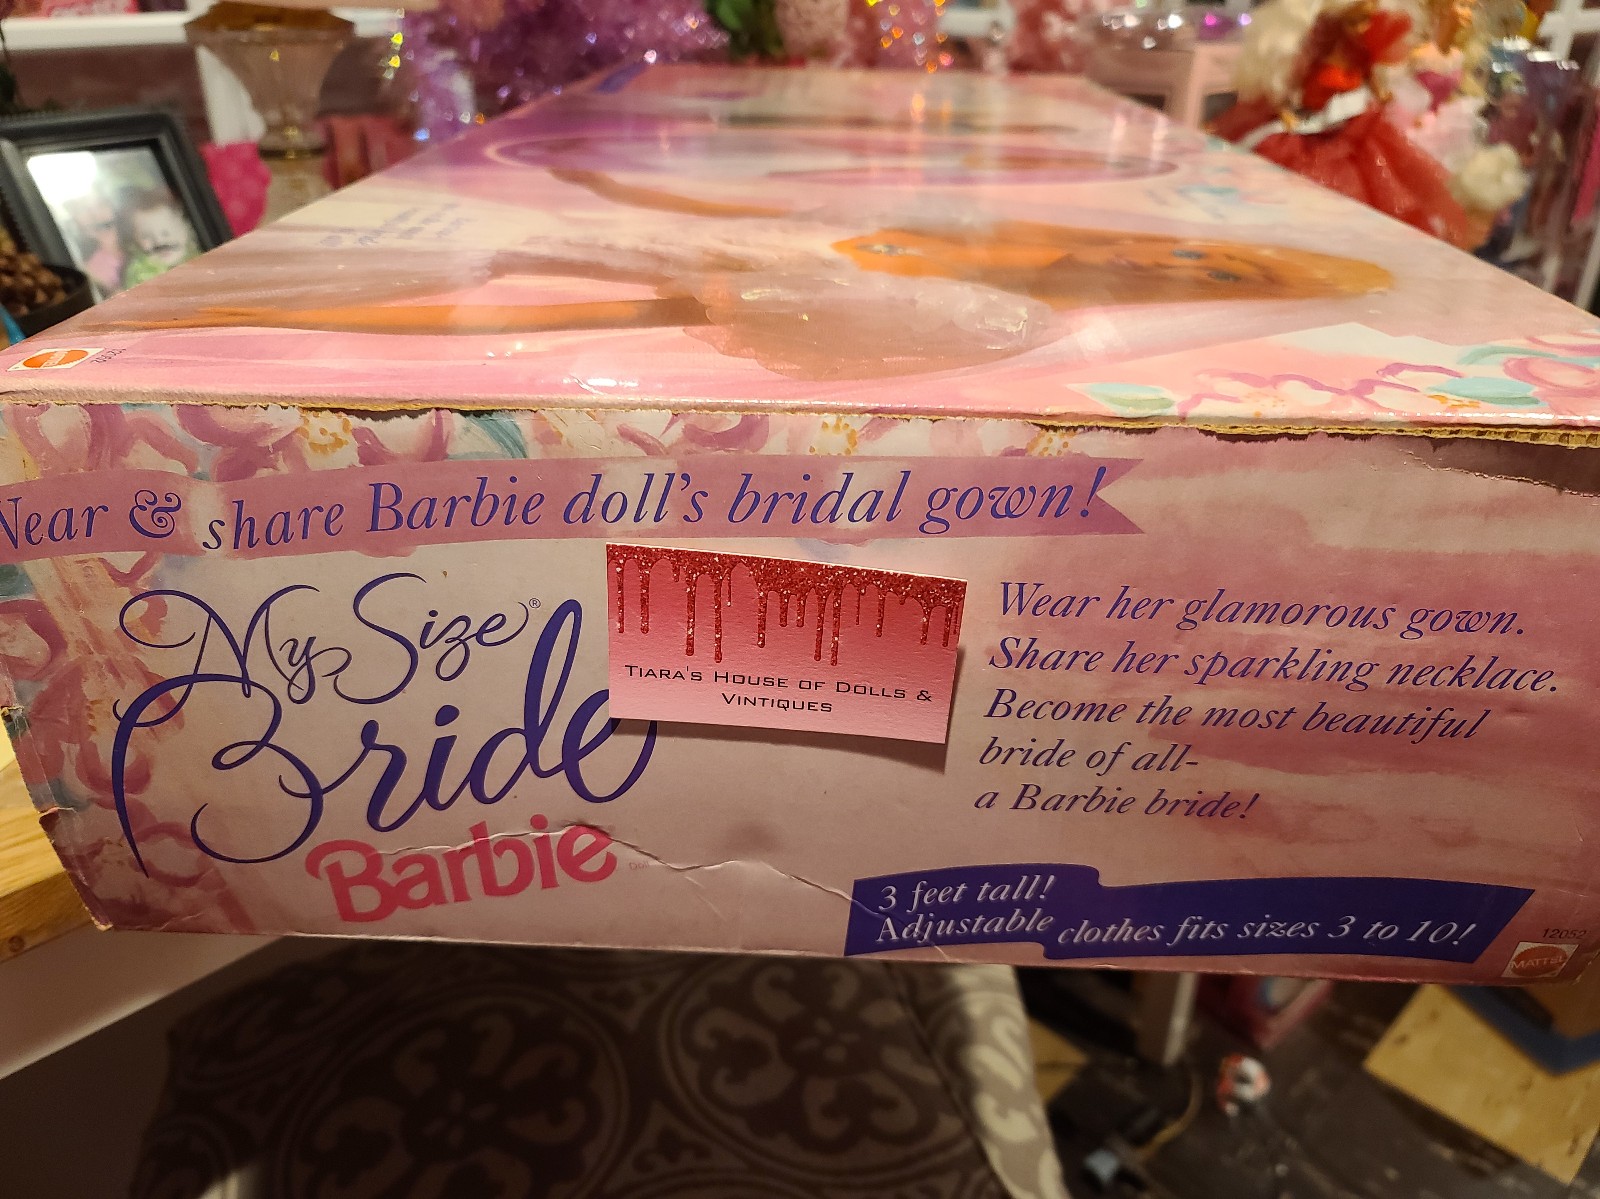 Near & share Barbie doll's bridal gown!
My Size®
Bride
Barbie
Doll
TIARA'S HOUSE OF DOLLS &
VINTIQUES
Wear her glamorous gown.
Share her sparkling necklace.
Become the most beautiful
bride of all-
a Barbie bride!
3 feet tall!
Adjustable clothes fits sizes 3 to 10!
12052
MATTEL